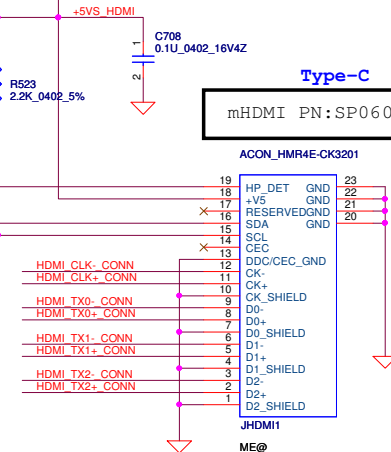 +5VS_HDMI
C708
0.1U_0402_16V4Z
1
2
R523
2.2K_0402_5%
Type-C
mHDMI PN:SP060
ACON_HMR4E-CK3201
19 HP_DET GND 23
18 +V5 GND 22
17 RESERVED GND 21
16 SDA GND 20
15 SCL
14 CEC
13 DDC/CEC_GND
HDMI_CLK-_CONN 12 CK-
HDMI_CLK+_CONN 11 CK+
10 CK_SHIELD
HDMI_TX0-_CONN 9 D0-
HDMI_TX0+_CONN 8 D0+
7 D0_SHIELD
HDMI_TX1-_CONN 6 D1-
HDMI_TX1+_CONN 5 D1+
4 D1_SHIELD
HDMI_TX2-_CONN 3 D2-
HDMI_TX2+_CONN 2 D2+
1 D2_SHIELD
JHDMI1
ME@